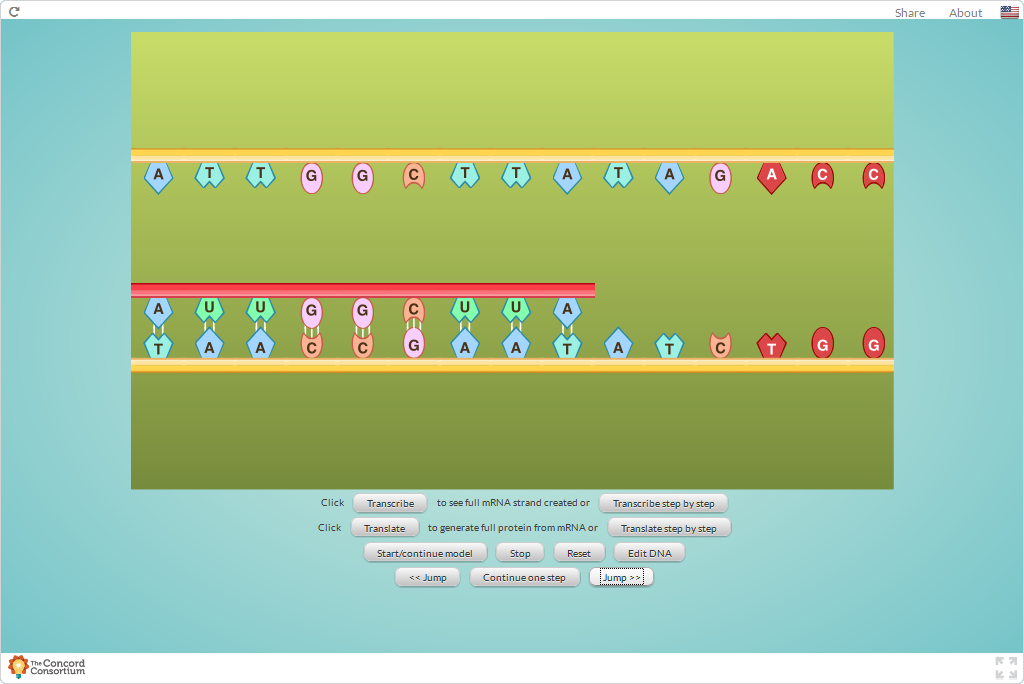 Share About
A T T G G C T T A T A G A C C
A U U G G C U U A
T A A C C G A A T A T C T G G
Click Transcribe to see full mRNA strand created or Transcribe step by step
Click Translate to generate full protein from mRNA or Translate step by step
Start/continue model Stop Reset Edit DNA
<< Jump Continue one step Jump >>
The Concord
Consortium